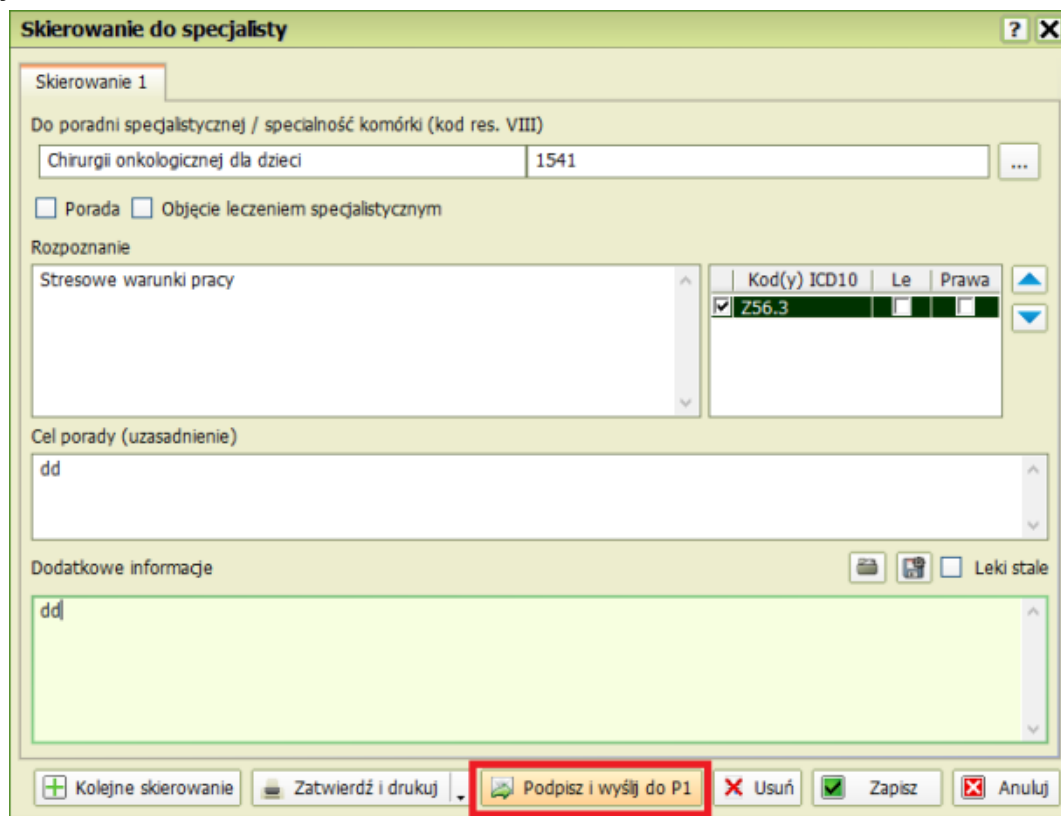 Skierowanie do specjalisty
Skierowanie 1
Do poradni specjalistycznej / specialność komórki (kod res. VIII)
Chirurgii onkologicznej dla dzieci 1541 ...
Porada Objęcie leczeniem specjalistycznym
Rozpoznanie
Stresowe warunki pracy
Kod(y) ICD10 Le Prawa
Z56.3
Cel porady (uzasadnienie)
dd
Dodatkowe informacje Leki stałe
dd
Kolejne skierowanie Zatwierdź i drukuj Podpisz i wyślij do P1 Usuń Zapisz Anuluj